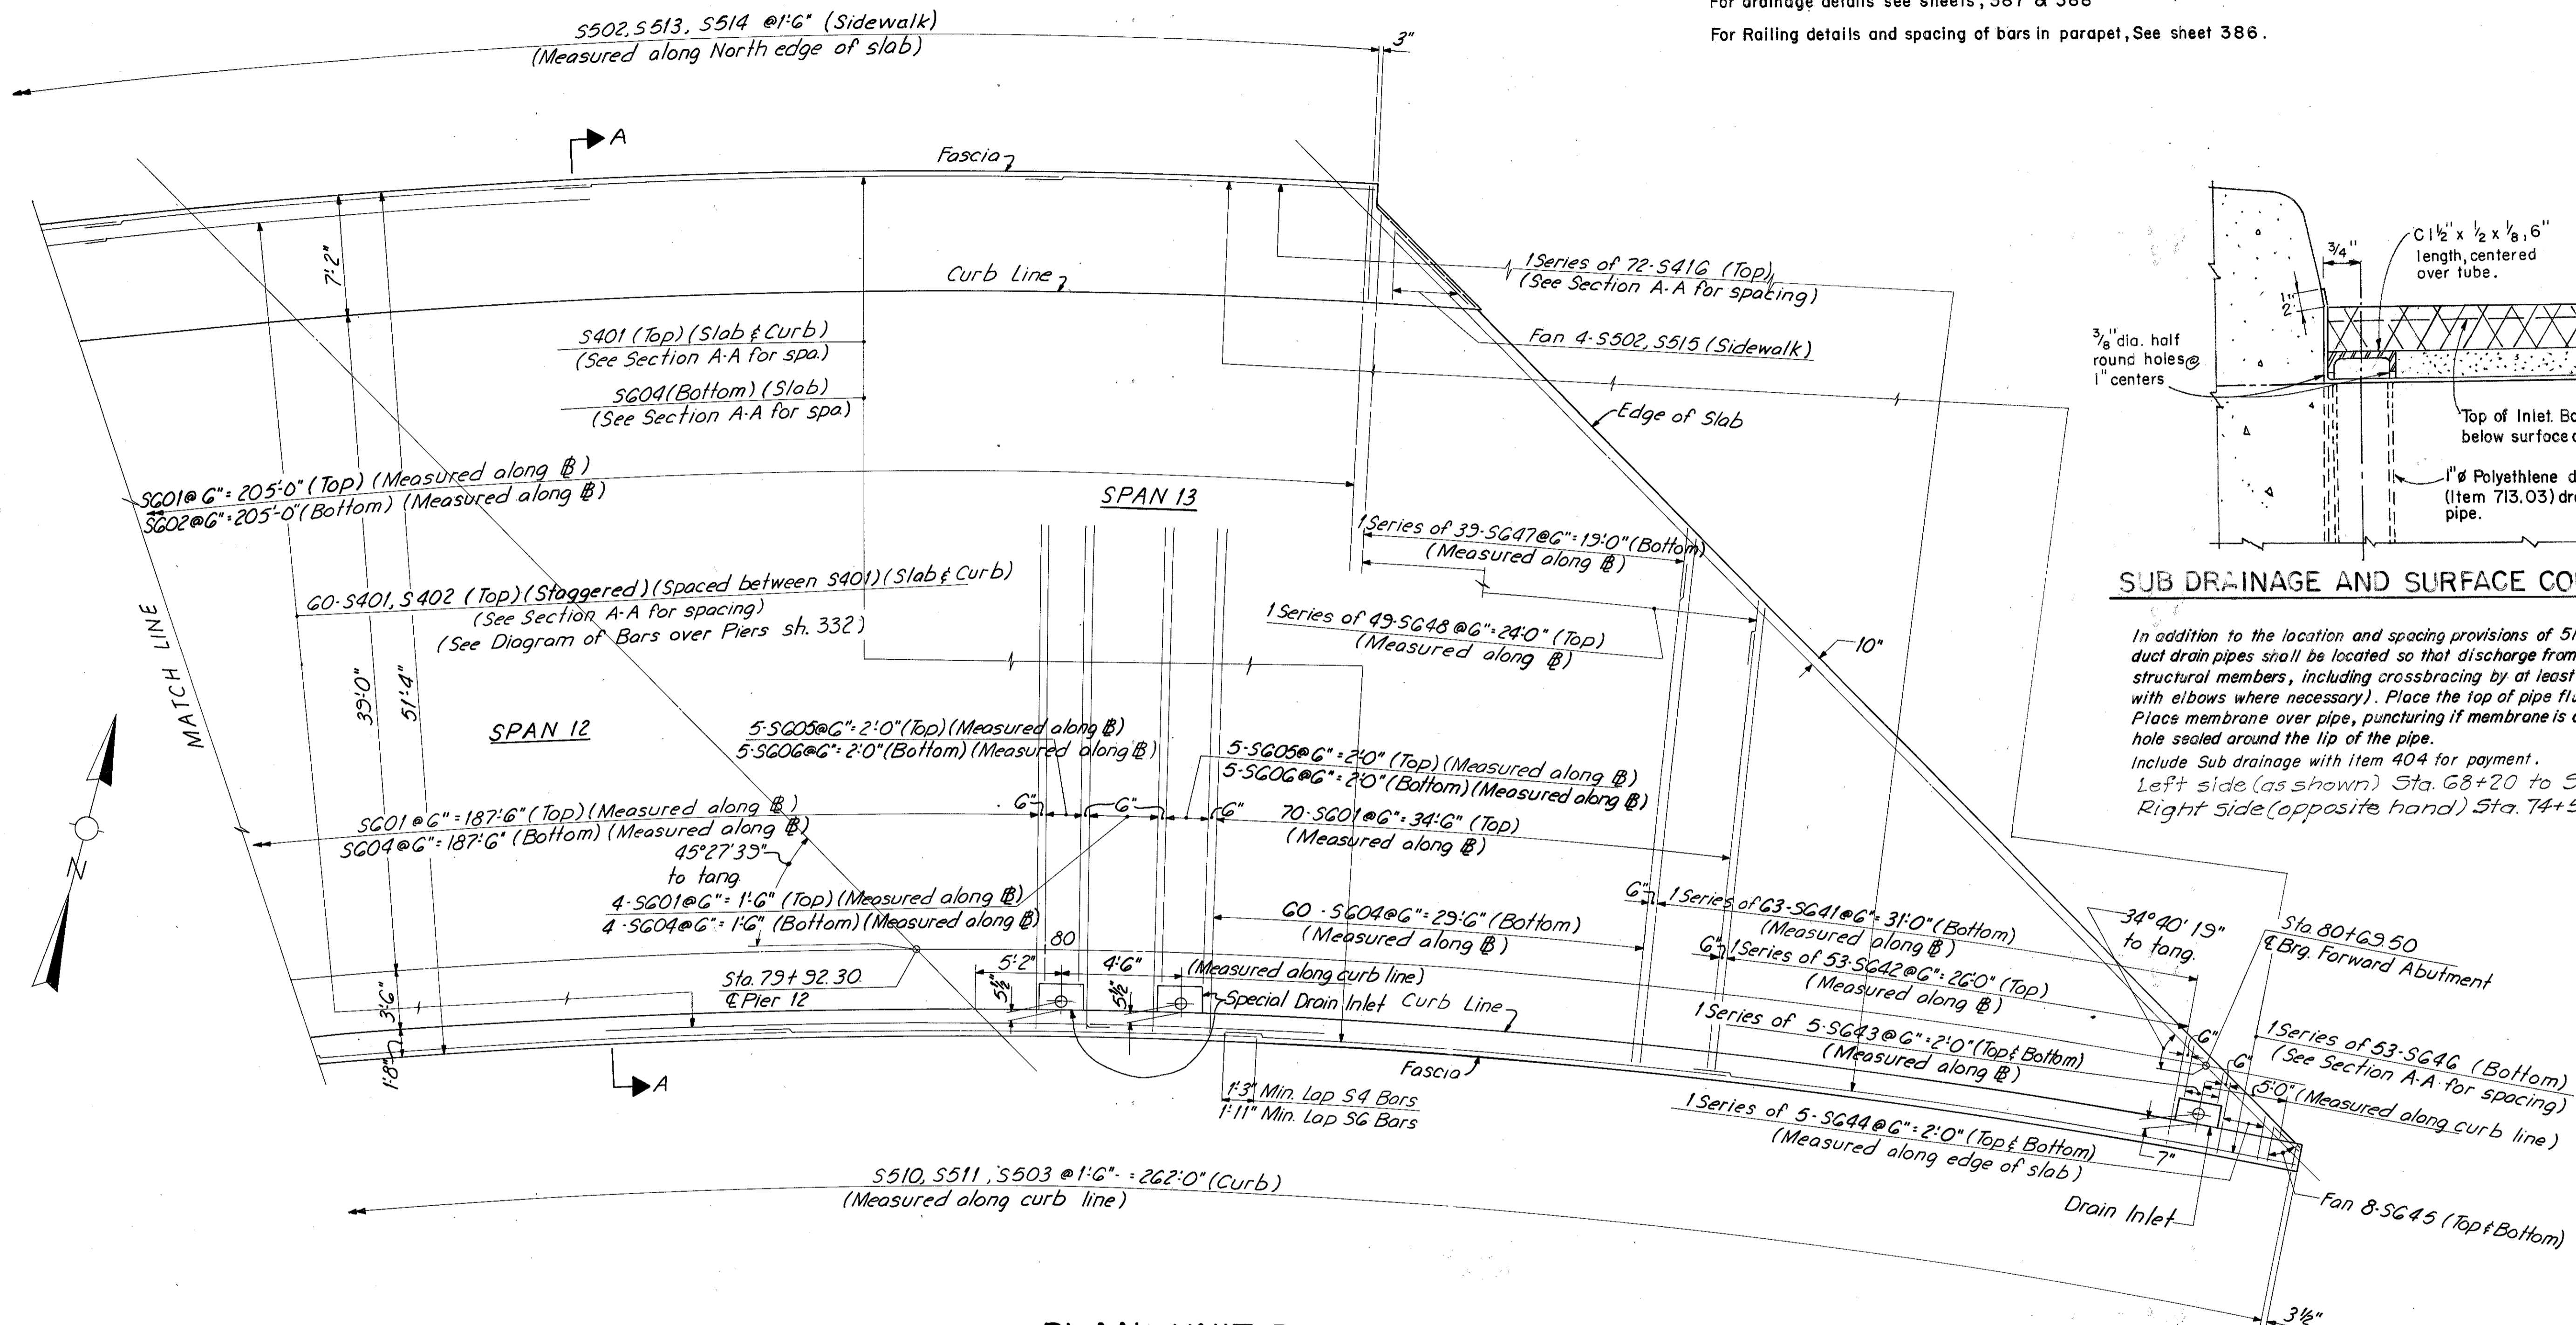 For drainage details see sheets, 387 & 388
For Railing details and spacing of bars in parapet, See sheet 386.
S502, S513, S514 @1'-6" (Sidewalk)
(Measured along North edge of slab)
3"
A
Fascia
7'-2"
Curb Line
S401 (Top) (Slab & Curb)
(See Section A-A for spa.)
S604 (Bottom) (Slab)
(See Section A-A for spa.)
1 Series of 72-S416 (Top)
(See Section A-A for spacing)
Fan 4-S502, S515 (Sidewalk)
Edge of Slab
S601@6"=205'-0" (Top) (Measured along ℄)
S602@6"=205'-0" (Bottom) (Measured along ℄)
SPAN 13
1 Series of 39-S647@6"=19'-0" (Bottom)
(Measured along ℄)
60-S401, S402 (Top) (Staggered) (Spaced between S401) (Slab & Curb)
(See Section A-A for spacing)
(See Diagram of Bars over Piers sh. 332)
1 Series of 49-S648@6"=24'-0" (Top)
(Measured along ℄)
10"
MATCH LINE
39'-0"
51'-4"
SPAN 12
N
5-S605@6"=2'-0" (Top) (Measured along ℄)
5-S606@6"=2'-0" (Bottom) (Measured along ℄)
5-S605@6"=2'-0" (Top) (Measured along ℄)
5-S606@6"=2'-0" (Bottom) (Measured along ℄)
S601@6"=187'-6" (Top) (Measured along ℄)
S604@6"=187'-6" (Bottom) (Measured along ℄)
6"
6"
6"
70-S601@6"=34'-6" (Top)
(Measured along ℄)
45°27'39"
to tang.
4-S601@6"=1'-6" (Top) (Measured along ℄)
4-S604@6"=1'-6" (Bottom) (Measured along ℄)
80
60-S604@6"=29'-6" (Bottom)
(Measured along ℄)
6"
1 Series of 63-S641@6"=31'-0" (Bottom)
(Measured along ℄)
6"
1 Series of 53-S642@6"=26'-0" (Top)
(Measured along ℄)
34°40'19"
to tang.
Sta. 80+69.50
℄ Brg. Forward Abutment
Sta. 79+92.30
℄ Pier 12
5'-2"
4'-6"
(Measured along curb line)
5½"
5½"
Special Drain Inlet
Curb Line
3'-6"
1'-8"
A
1'-3" Min. Lap S4 Bars
1'-11" Min. Lap S6 Bars
Fascia
1 Series of 5-S643@6"=2'-0" (Top & Bottom)
(Measured along ℄)
6"
6"
1 Series of 53-S646 (Bottom)
(See Section A-A for spacing)
5'-0" (Measured along curb line)
1 Series of 5-S644@6"=2'-0" (Top & Bottom)
(Measured along edge of slab)
7"
Drain Inlet
Fan 8-S645 (Top & Bottom)
S510, S511, S503 @1'-6" = 262'-0" (Curb)
(Measured along curb line)
3½"
3/4"
C1½" x ½ x ⅛, 6"
length, centered
over tube.
1/2"
3/8" dia. half
round holes@
1" centers
Top of Inlet.
below surface
1"ø Polyethlene
(Item 713.03)
pipe.
SUB DRAINAGE AND SURFACE
In addition to the location and spacing provisions of
duct drain pipes shall be located so that discharge from
structural members, including crossbracing by at least
with elbows where necessary). Place the top of pipe
Place membrane over pipe, puncturing if membrane is
hole sealed around the lip of the pipe.
Include Sub drainage with item 404 for payment.
Left side (as shown) Sta. 68+20 to
Right side (opposite hand) Sta.